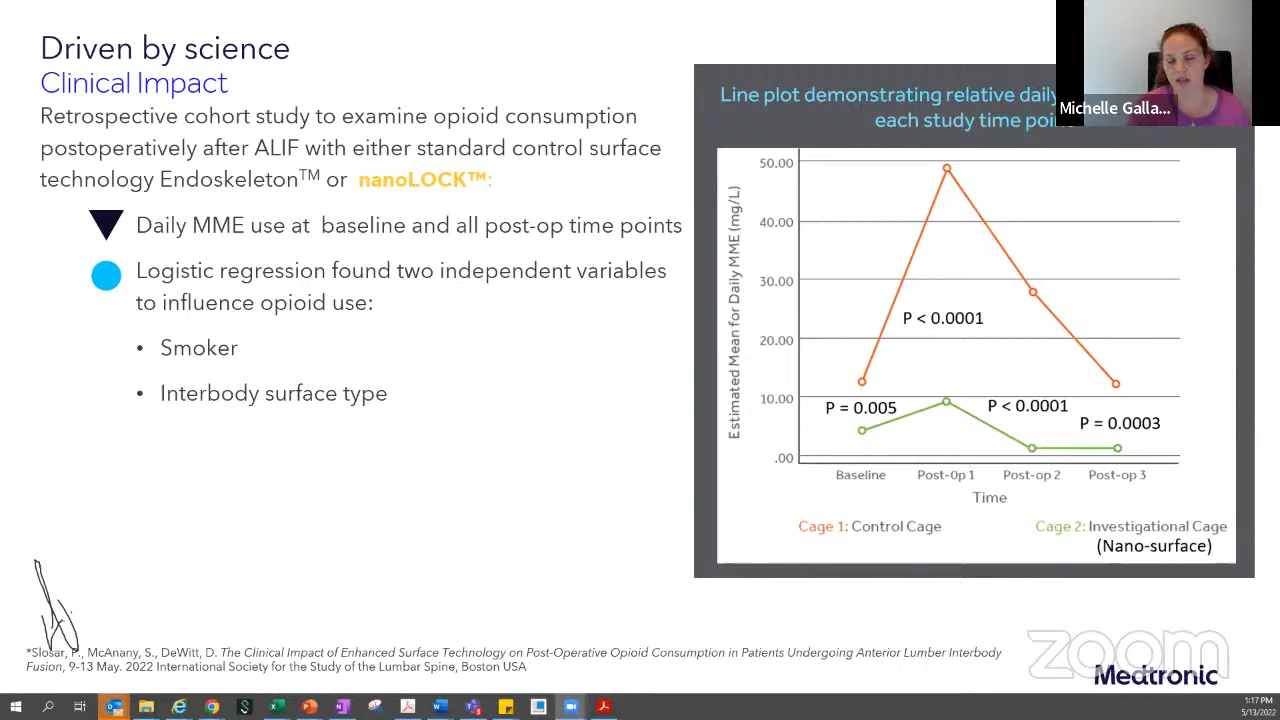 Driven by science
Clinical Impact
Retrospective cohort study to examine opioid consumption
postoperatively after ALIF with either standard control surface
technology Endoskeleton™ or nanoLOCK™:
Daily MME use at baseline and all post-op time points
Logistic regression found two independent variables
to influence opioid use:
• Smoker
• Interbody surface type
Line plot demonstrating relative daily
each study time
Michelle Galla...
Estimated Mean for Daily MME (mg/L)
50.00
40.00
30.00
20.00
10.00
.00
P < 0.0001
P = 0.005
P < 0.0001
P = 0.0003
Baseline
Post-Op 1
Post-op 2
Post-op 3
Time
Cage 1: Control Cage
Cage 2: Investigational Cage
(Nano-surface)
*Slosar, P., McAnany, S., DeWitt, D. The Clinical Impact of Enhanced Surface Technology on Post-Operative Opioid Consumption in Patients Undergoing Anterior Lumber Interbody
Fusion, 9-13 May. 2022 International Society for the Study of the Lumbar Spine, Boston USA
zoom
Medtronic
1:17 PM
5/13/2022